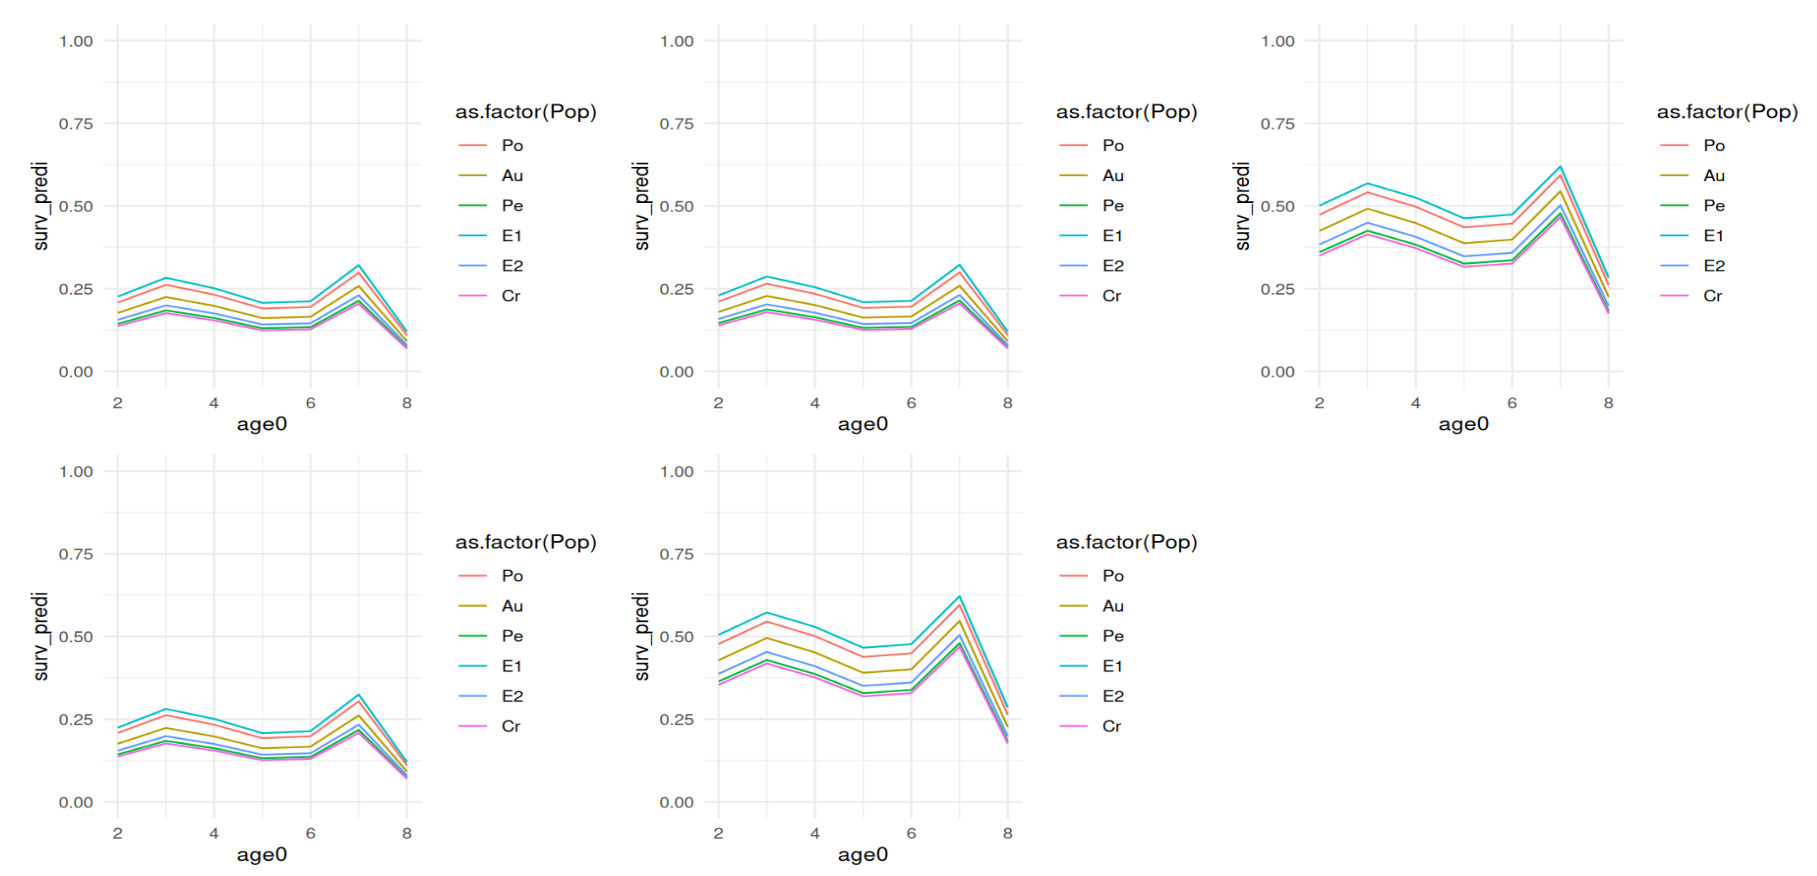 1.00
0.75
0.50
0.25
0.00
surv_predi
2 4 6 8
age0
as.factor(Pop)
Po
Au
Pe
E1
E2
Cr
1.00
0.75
0.50
0.25
0.00
surv_predi
2 4 6 8
age0
as.factor(Pop)
Po
Au
Pe
E1
E2
Cr
1.00
0.75
0.50
0.25
0.00
surv_predi
2 4 6 8
age0
as.factor(Pop)
Po
Au
Pe
E1
E2
Cr
1.00
0.75
0.50
0.25
0.00
surv_predi
2 4 6 8
age0
as.factor(Pop)
Po
Au
Pe
E1
E2
Cr
1.00
0.75
0.50
0.25
0.00
surv_predi
2 4 6 8
age0
as.factor(Pop)
Po
Au
Pe
E1
E2
Cr